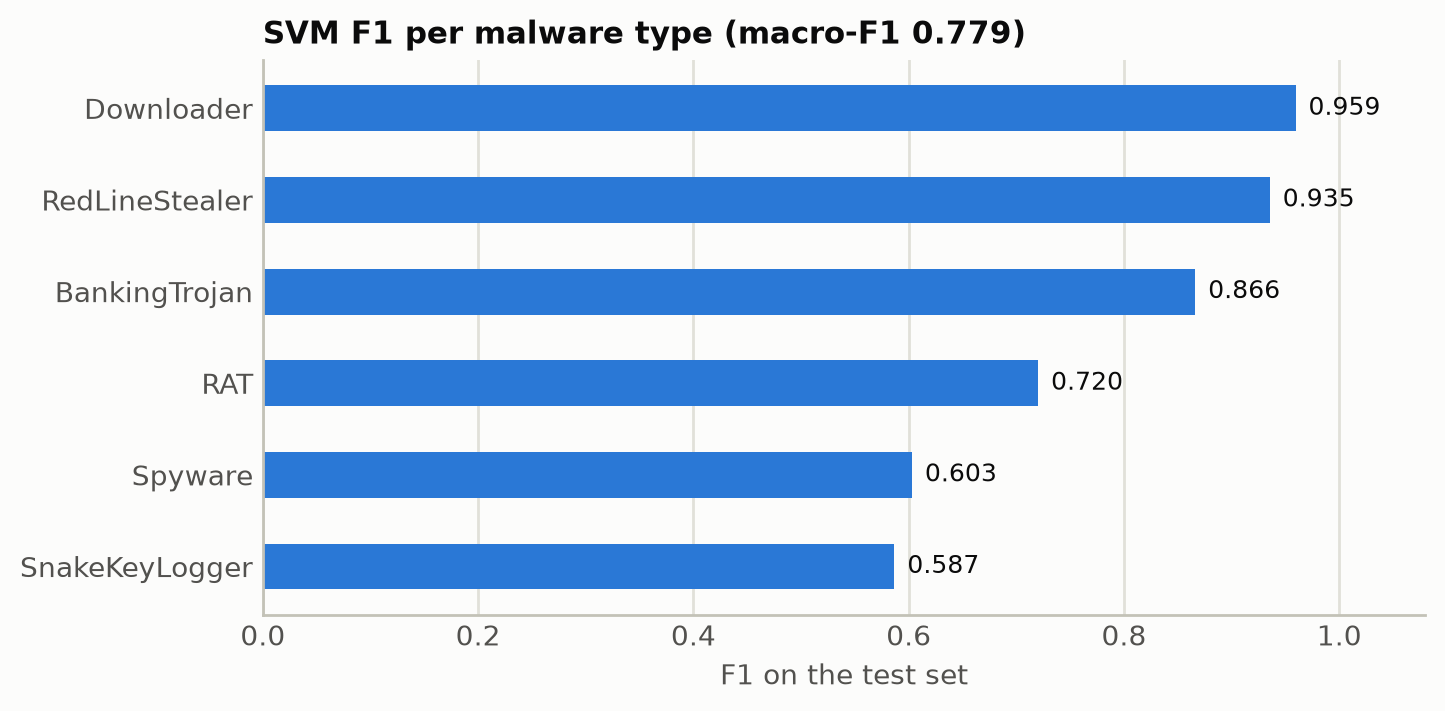 SVM F1 per malware type (macro-F1 0.779)
Downloader 0.959
RedLineStealer 0.935
BankingTrojan 0.866
RAT 0.720
Spyware 0.603
SnakeKeyLogger 0.587
0.0 0.2 0.4 0.6 0.8 1.0
F1 on the test set